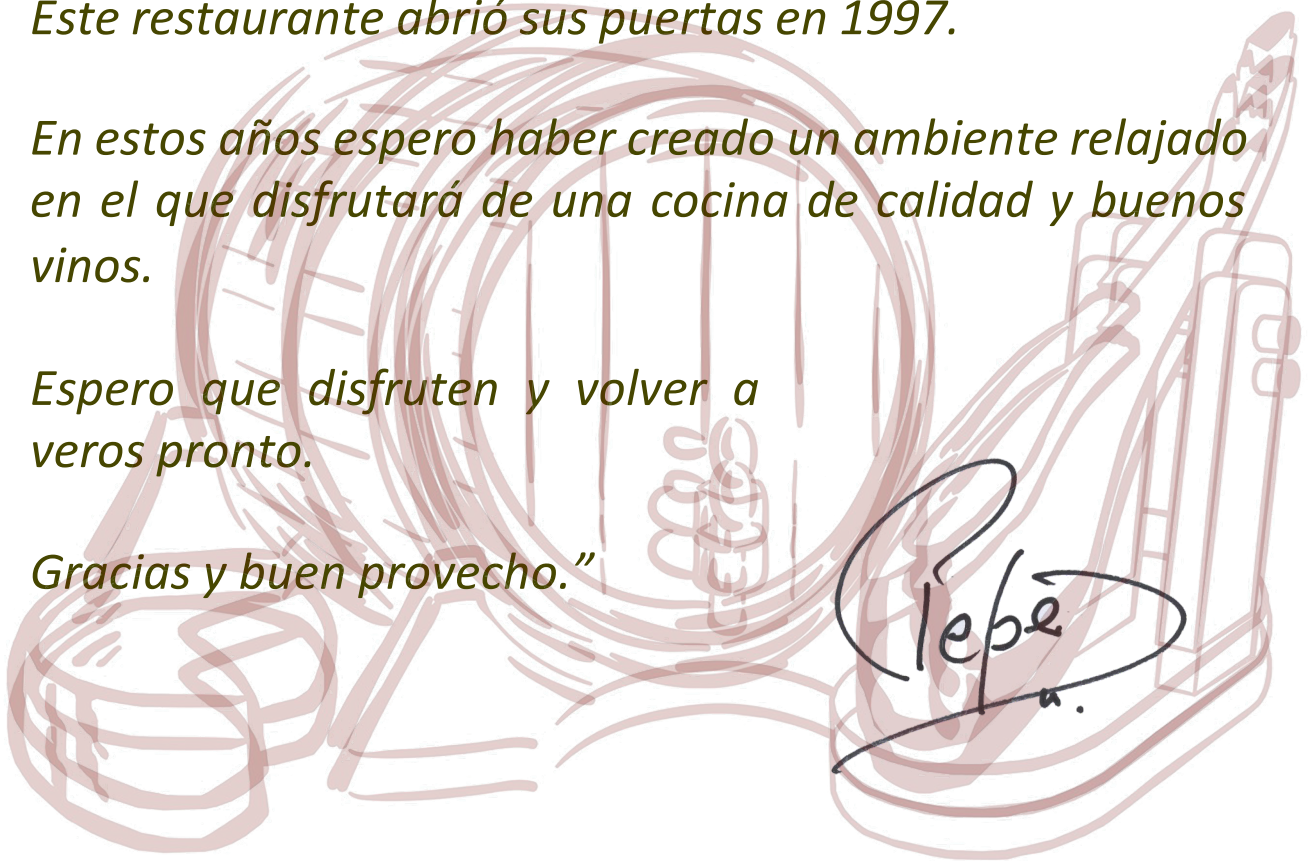 Este restaurante abrió sus puertas en 1997.
En estos años espero haber creado un ambiente relajado
en el que disfrutará de una cocina de calidad y buenos
vinos.
Espero que disfruten y volver a
veros pronto.
Gracias y buen provecho.”
Pepe